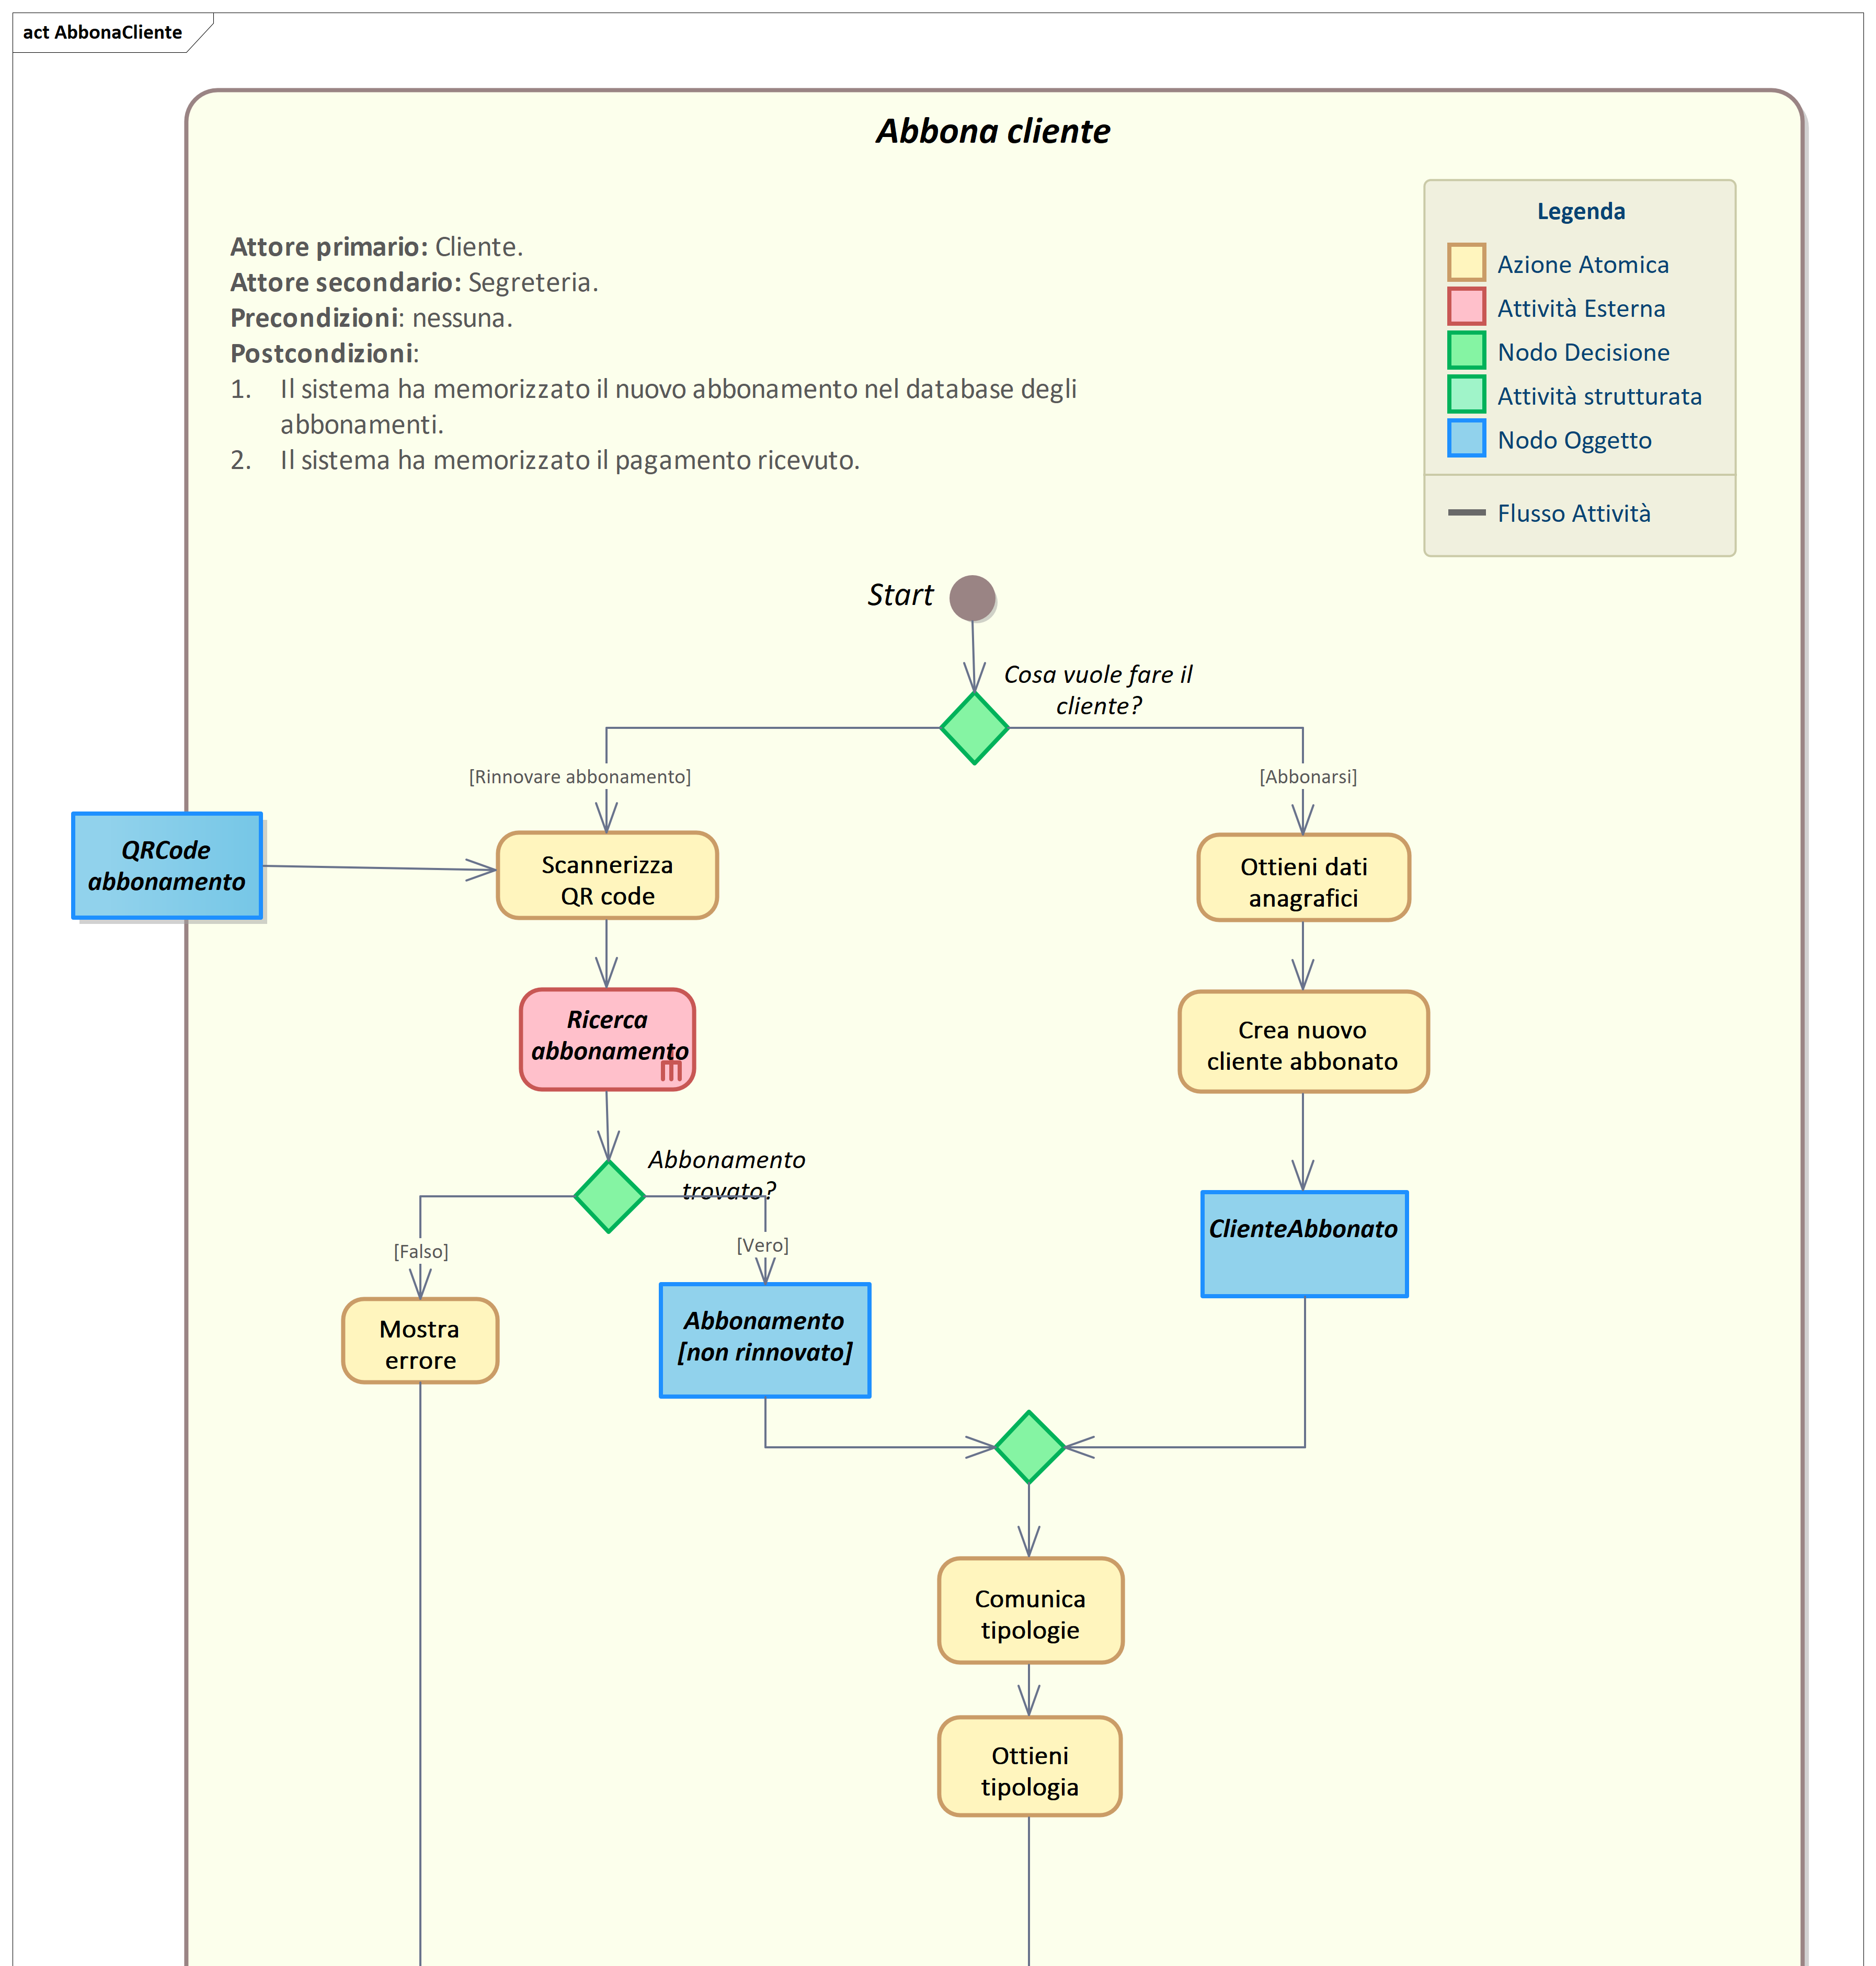 act AbbonaCliente
Abbona cliente
Attore primario: Cliente.
Attore secondario: Segreteria.
Precondizioni: nessuna.
Postcondizioni:
1. Il sistema ha memorizzato il nuovo abbonamento nel database degli
abbonamenti.
2. Il sistema ha memorizzato il pagamento ricevuto.
Legenda
Azione Atomica
Attività Esterna
Nodo Decisione
Attività strutturata
Nodo Oggetto
Flusso Attività
Start
Cosa vuole fare il
cliente?
[Rinnovare abbonamento]
[Abbonarsi]
QRCode
abbonamento
Scannerizza
QR code
Ottieni dati
anagrafici
Ricerca
abbonamento
Crea nuovo
cliente abbonato
Abbonamento
trovato?
[Falso]
[Vero]
ClienteAbbonato
Mostra
errore
Abbonamento
[non rinnovato]
Comunica
tipologie
Ottieni
tipologia